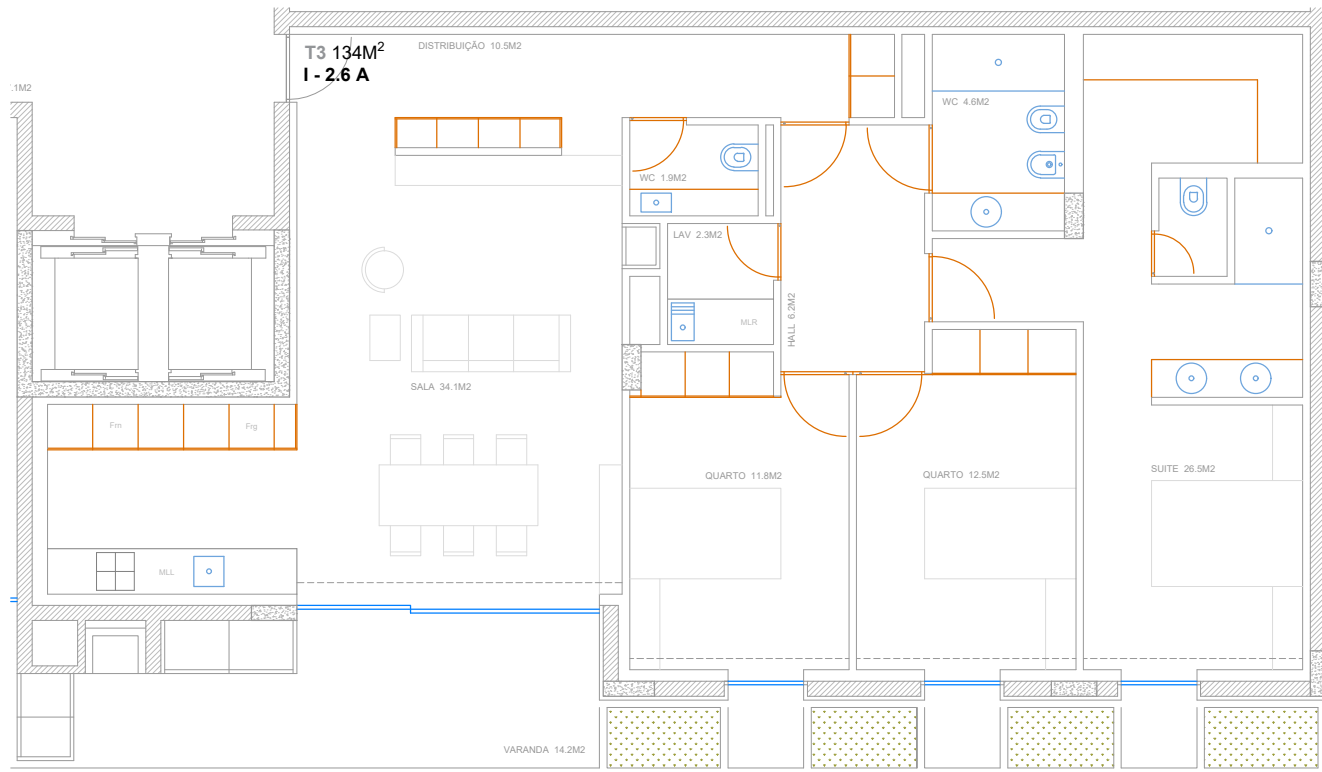 T3 134M²
I - 2.6 A
DISTRIBUIÇÃO 10.5M2
.1M2
WC 4.6M2
WC 1.9M2
LAV 2.3M2
HALL 6.2M2
MLR
SALA 34.1M2
Frn
Frg
QUARTO 11.8M2
QUARTO 12.5M2
SUITE 26.5M2
MLL
VARANDA 14.2M2